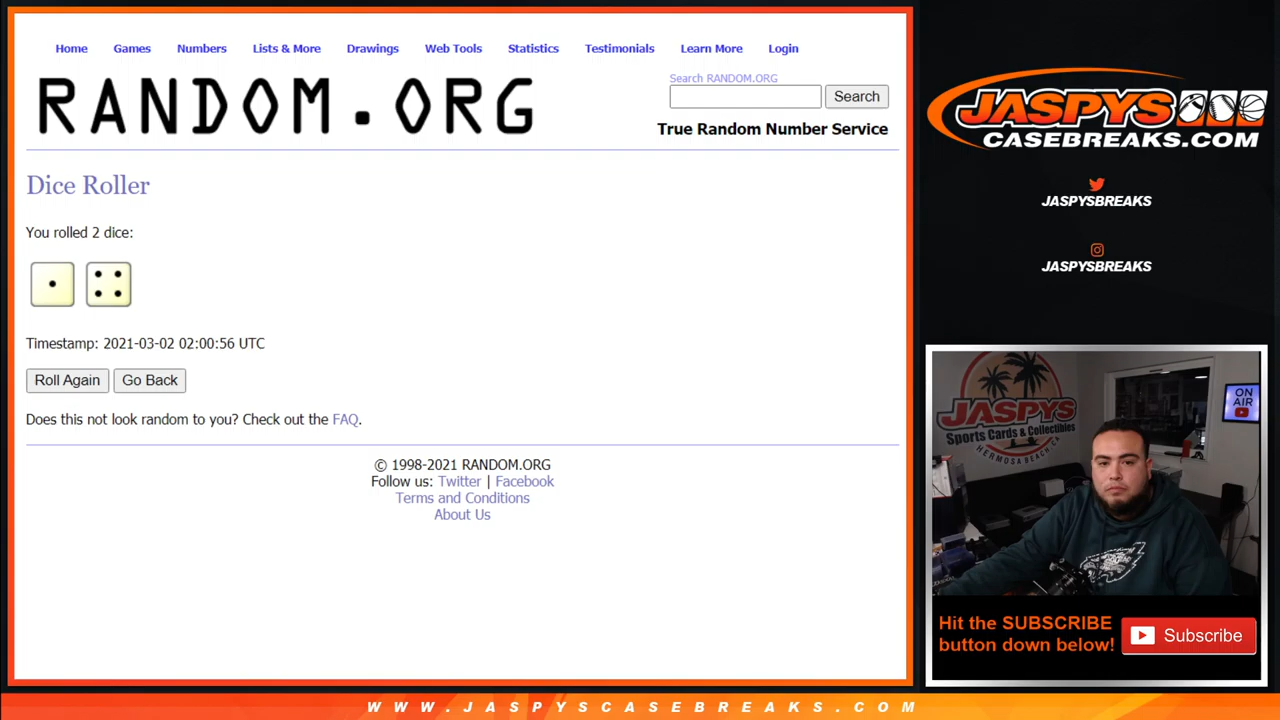 Home Games Numbers Lists & More Drawings Web Tools Statistics Testimonials Learn More Login
RANDOM.ORG
Search RANDOM.ORG
Search
True Random Number Service
Dice Roller
You rolled 2 dice:
Timestamp: 2021-03-02 02:00:56 UTC
Roll Again Go Back
Does this not look random to you? Check out the FAQ.
© 1998-2021 RANDOM.ORG
Follow us: Twitter | Facebook
Terms and Conditions
About Us
JASPYS
CASEBREAKS.COM
JASPYSBREAKS
JASPYSBREAKS
JASPYS
Sports Cards & Collectibles
HERMOSA BEACH, CA
ON
AIR
Hit the SUBSCRIBE
button down below!
Subscribe
WWW.JASPYSCASEBREAKS.COM